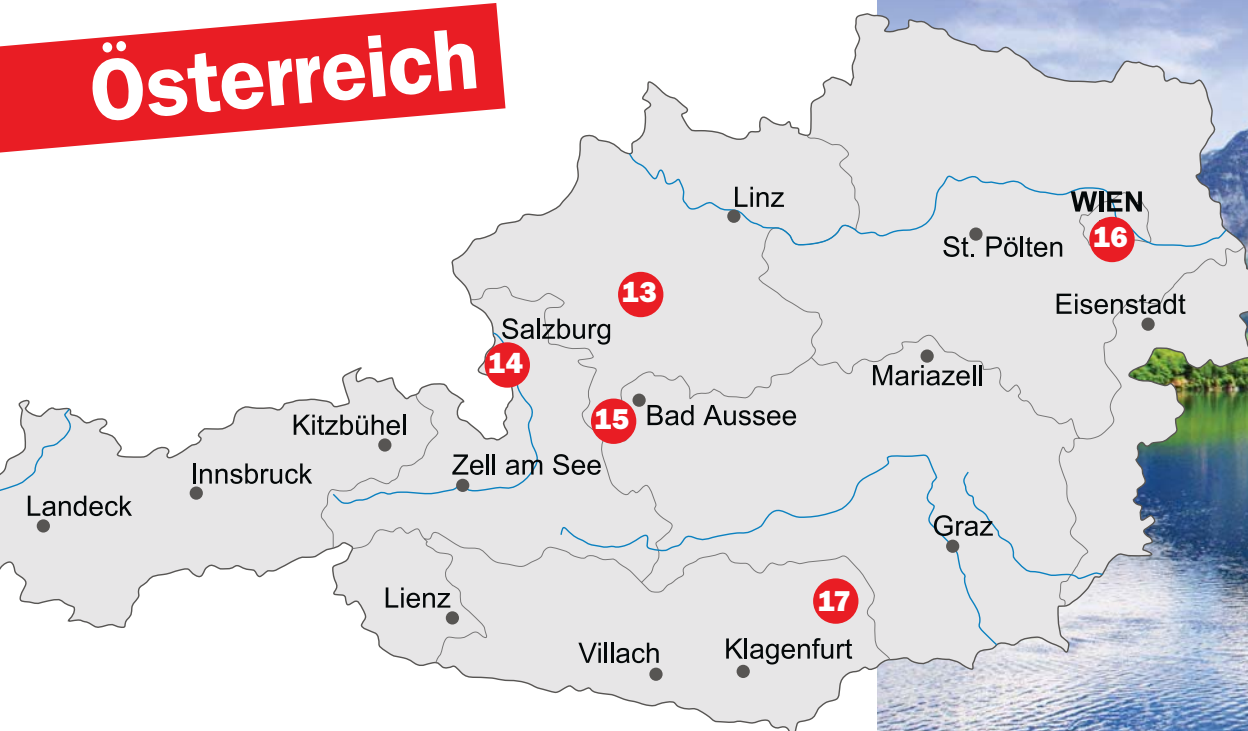 Österreich
Linz
WIEN
16
St. Pölten
13
Eisenstadt
Salzburg
14
Mariazell
15
Bad Aussee
Kitzbühel
Zell am See
Innsbruck
Landeck
Graz
Lienz
17
Villach
Klagenfurt